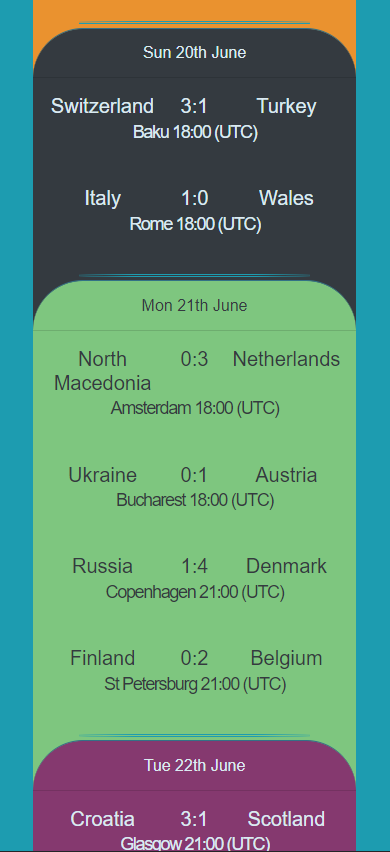 Sun 20th June
Switzerland 3:1 Turkey
Baku 18:00 (UTC)
Italy 1:0 Wales
Rome 18:00 (UTC)
Mon 21th June
North Macedonia 0:3 Netherlands
Amsterdam 18:00 (UTC)
Ukraine 0:1 Austria
Bucharest 18:00 (UTC)
Russia 1:4 Denmark
Copenhagen 21:00 (UTC)
Finland 0:2 Belgium
St Petersburg 21:00 (UTC)
Tue 22th June
Croatia 3:1 Scotland
Glasgow 21:00 (UTC)